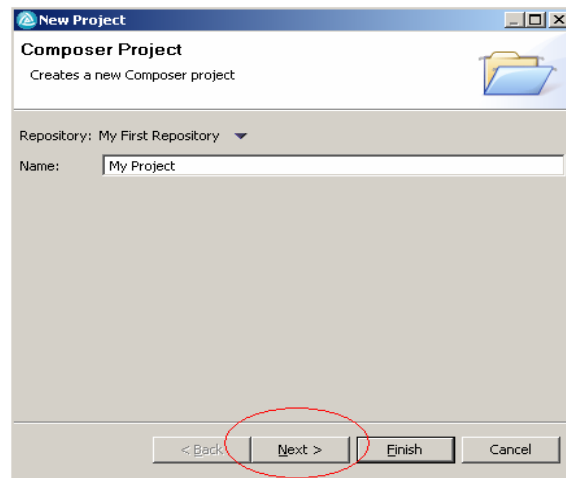 New Project
Composer Project
Creates a new Composer project
Repository: My First Repository
Name: My Project
< Back Next > Finish Cancel